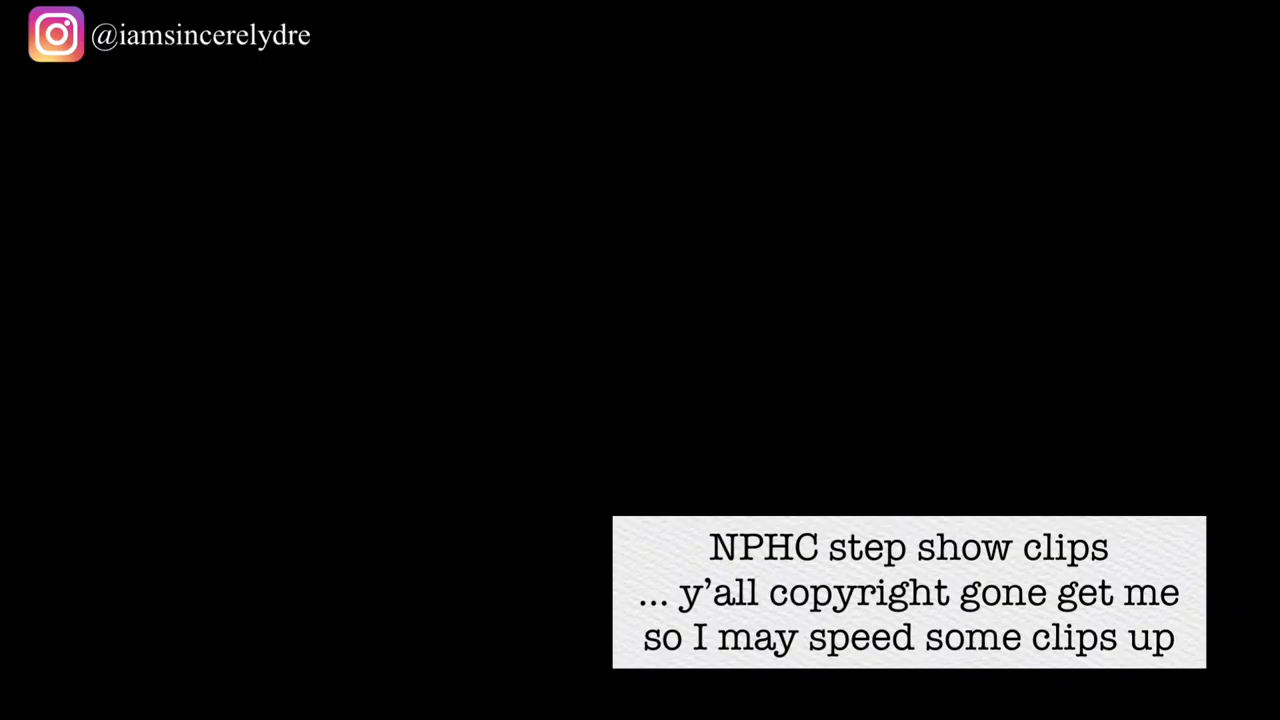 @iamsincerelydre
NPHC step show clips
... y’all copyright gone get me
so I may speed some clips up